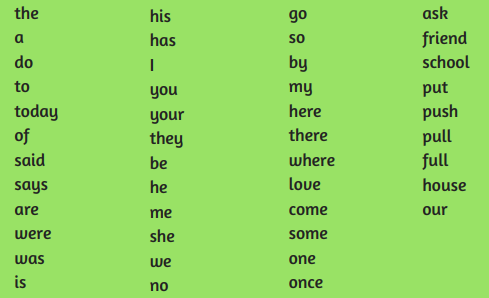 the
a
do
to
today
of
said
says
are
were
was
is
his
has
I
you
your
they
be
he
me
she
we
no
go
so
by
my
here
there
where
love
come
some
one
once
ask
friend
school
put
push
pull
full
house
our